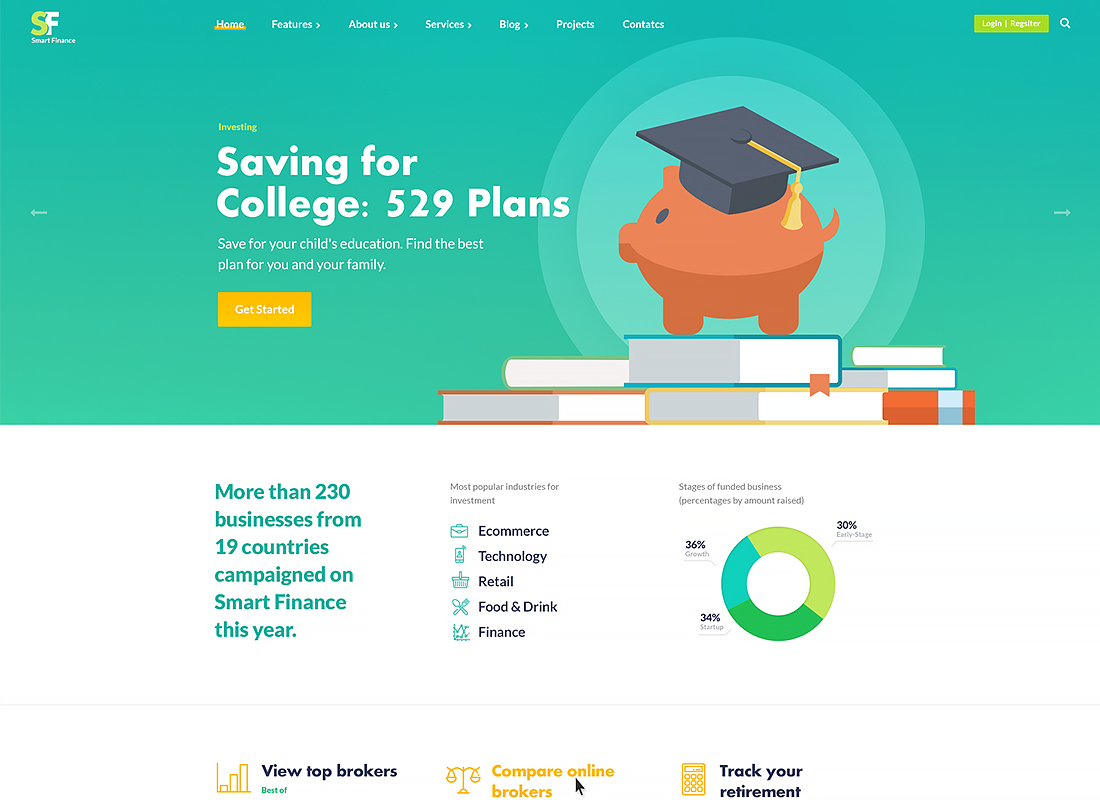 SF
Smart Finance
Home
Features
About us
Services
Blog
Projects
Contatcs
Login | Regsiter
Investing
Saving for
College: 529 Plans
Save for your child's education. Find the best
plan for you and your family.
Get Started
More than 230
businesses from
19 countries
campaigned on
Smart Finance
this year.
Most popular industries for
investment
Ecommerce
Technology
Retail
Food & Drink
Finance
Stages of funded business
(percentages by amount raised)
30%
Early-Stage
36%
Growth
34%
Startup
View top brokers
Best of
Compare online
brokers
Track your
retirement